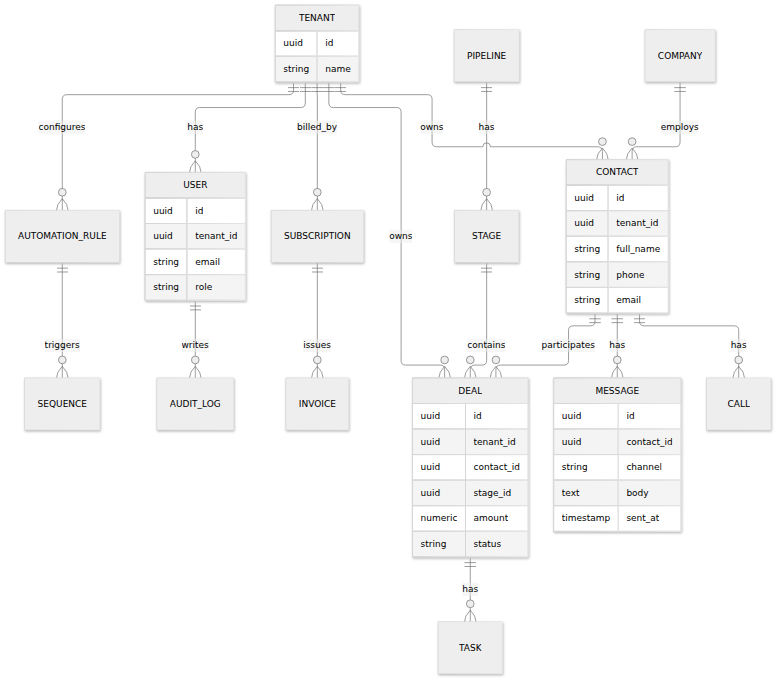 TENANT
uuid id
string name
PIPELINE
COMPANY
configures
has
billed_by
owns
has
employs
CONTACT
uuid id
uuid tenant_id
string full_name
string phone
string email
USER
uuid id
uuid tenant_id
string email
string role
AUTOMATION_RULE
SUBSCRIPTION
owns
STAGE
triggers
writes
issues
contains
participates
has
has
SEQUENCE
AUDIT_LOG
INVOICE
DEAL
uuid id
uuid tenant_id
uuid contact_id
uuid stage_id
numeric amount
string status
MESSAGE
uuid id
uuid contact_id
string channel
text body
timestamp sent_at
CALL
has
TASK